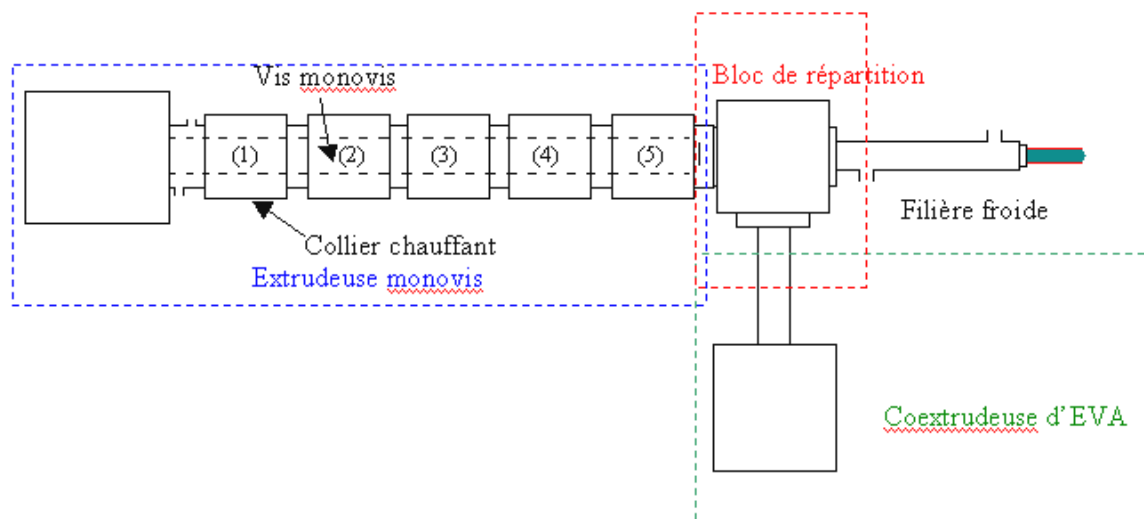 Vis monovis
Bloc de répartition
(1)
(2)
(3)
(4)
(5)
Filière froide
Collier chauffant
Extrudeuse monovis
Coextrudeuse d'EVA